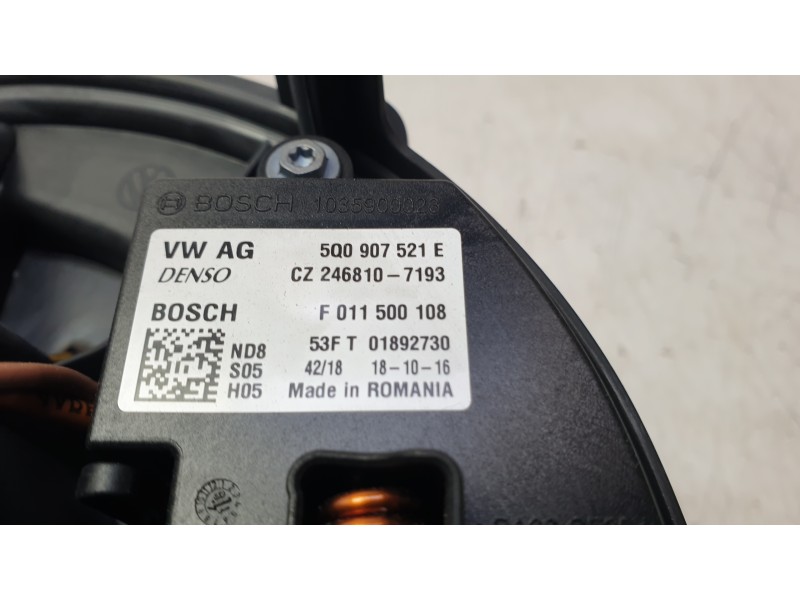 BOSCH
VW AG 5Q0 907 521 E
DENSO CZ 246810-7193
BOSCH F 011 500 108
ND8 53F T 01892730
S05 42/18 18-10-16
H05 Made in ROMANIA